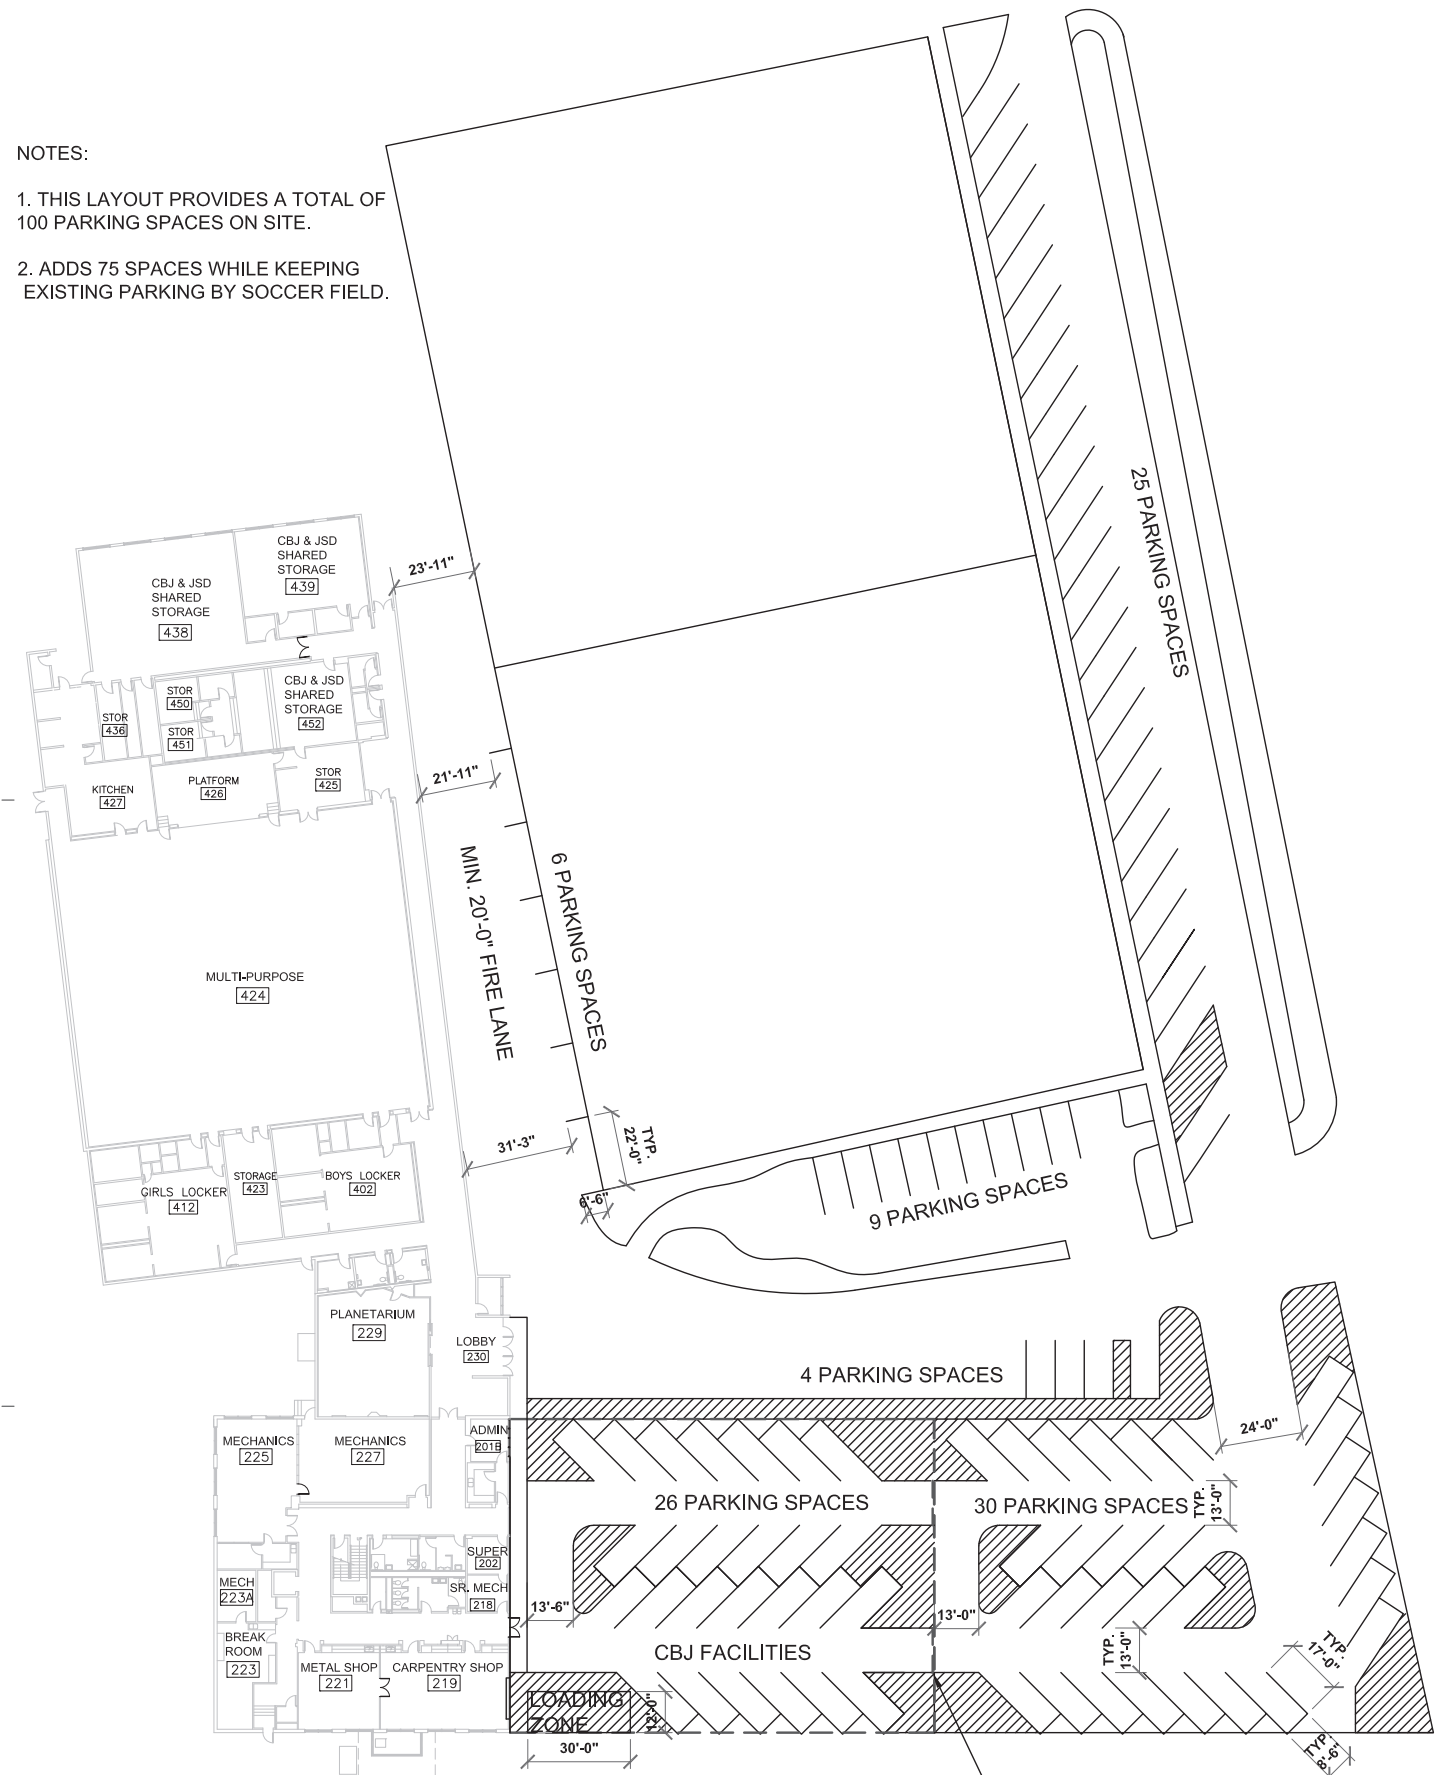 NOTES:
1. THIS LAYOUT PROVIDES A TOTAL OF
100 PARKING SPACES ON SITE.
2. ADDS 75 SPACES WHILE KEEPING
EXISTING PARKING BY SOCCER FIELD.
25 PARKING SPACES
CBJ & JSD
SHARED
STORAGE
439
23'-11"
CBJ & JSD
SHARED
STORAGE
438
CBJ & JSD
SHARED
STORAGE
452
STOR
450
STOR
436
STOR
451
STOR
425
21'-11"
PLATFORM
426
KITCHEN
427
MIN. 20'-0" FIRE LANE
6 PARKING SPACES
MULTI-PURPOSE
424
TYP.
22'-0"
31'-3"
6'-6"
9 PARKING SPACES
STORAGE
423
BOYS LOCKER
402
GIRLS LOCKER
412
PLANETARIUM
229
LOBBY
230
4 PARKING SPACES
24'-0"
ADMIN
201B
MECHANICS
225
MECHANICS
227
26 PARKING SPACES
30 PARKING SPACES
TYP.
13'-0"
SUPER
202
MECH
223A
SR. MECH
218
13'-6"
13'-0"
BREAK
ROOM
223
CBJ FACILITIES
TYP.
13'-0"
TYP.
17'-0"
METAL SHOP
221
CARPENTRY SHOP
219
LOADING
ZONE
12'-0"
30'-0"
TYP.
8'-6"